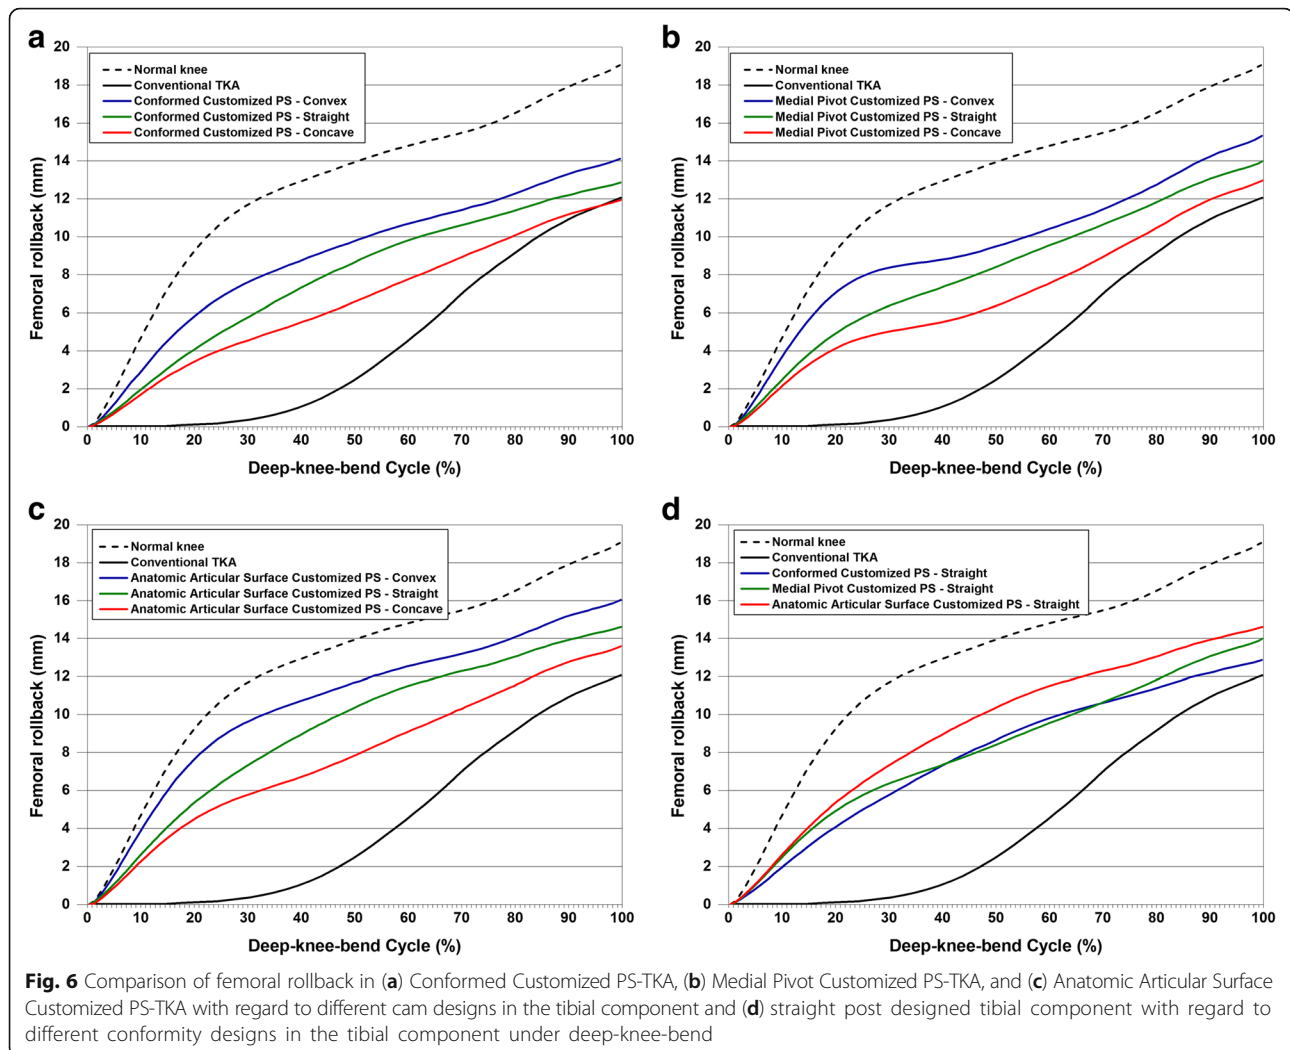 a
20
18
16
14
12
10
8
6
4
2
0
Femoral rollback (mm)
Normal knee
Conventional TKA
Conformed Customized PS - Convex
Conformed Customized PS - Straight
Conformed Customized PS - Concave
0 10 20 30 40 50 60 70 80 90 100
Deep-knee-bend Cycle (%)
b
20
18
16
14
12
10
8
6
4
2
0
Femoral rollback (mm)
Normal knee
Conventional TKA
Medial Pivot Customized PS - Convex
Medial Pivot Customized PS - Straight
Medial Pivot Customized PS - Concave
0 10 20 30 40 50 60 70 80 90 100
Deep-knee-bend Cycle (%)
c
20
18
16
14
12
10
8
6
4
2
0
Femoral rollback (mm)
Normal knee
Conventional TKA
Anatomic Articular Surface Customized PS - Convex
Anatomic Articular Surface Customized PS - Straight
Anatomic Articular Surface Customized PS - Concave
0 10 20 30 40 50 60 70 80 90 100
Deep-knee-bend Cycle (%)
d
20
18
16
14
12
10
8
6
4
2
0
Femoral rollback (mm)
Normal knee
Conventional TKA
Conformed Customized PS - Straight
Medial Pivot Customized PS - Straight
Anatomic Articular Surface Customized PS - Straight
0 10 20 30 40 50 60 70 80 90 100
Deep-knee-bend Cycle (%)
Fig. 6 Comparison of femoral rollback in (a) Conformed Customized PS-TKA, (b) Medial Pivot Customized PS-TKA, and (c) Anatomic Articular Surface
Customized PS-TKA with regard to different cam designs in the tibial component and (d) straight post designed tibial component with regard to
different conformity designs in the tibial component under deep-knee-bend